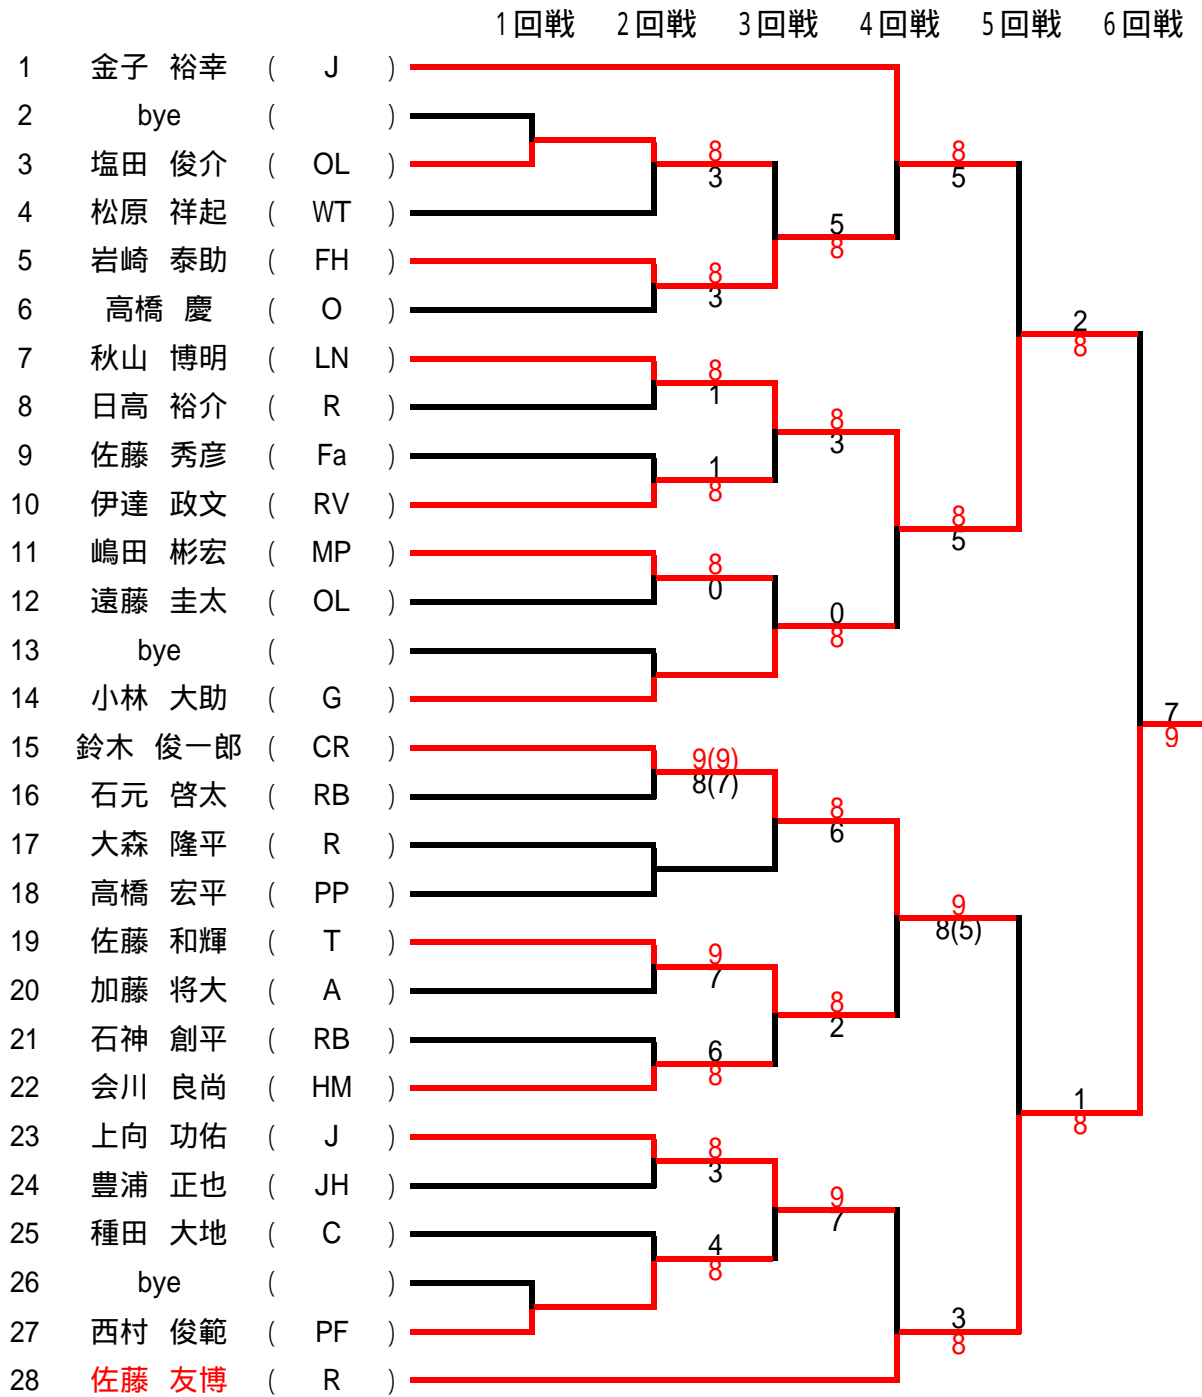 1回戦 2回戦 3回戦 4回戦 5回戦 6回戦
1 金子 裕幸 ( J )
2 bye ( )
3 塩田 俊介 ( OL )
4 松原 祥起 ( WT )
5 岩崎 泰助 ( FH )
6 高橋 慶 ( O )
7 秋山 博明 ( LN )
8 日高 裕介 ( R )
9 佐藤 秀彦 ( Fa )
10 伊達 政文 ( RV )
11 嶋田 彬宏 ( MP )
12 遠藤 圭太 ( OL )
13 bye ( )
14 小林 大助 ( G )
15 鈴木 俊一郎 ( CR )
16 石元 啓太 ( RB )
17 大森 隆平 ( R )
18 高橋 宏平 ( PP )
19 佐藤 和輝 ( T )
20 加藤 将大 ( A )
21 石神 創平 ( RB )
22 会川 良尚 ( HM )
23 上向 功佑 ( J )
24 豊浦 正也 ( JH )
25 種田 大地 ( C )
26 bye ( )
27 西村 俊範 ( PF )
28 佐藤 友博 ( R )
8
3
8
3
8
1
1
8
8
0
9(9)
8(7)
9
7
6
8
8
3
4
8
5
8
8
3
0
8
8
6
8
2
9
7
8
5
8
5
9
8(5)
3
8
2
8
1
8
7
9